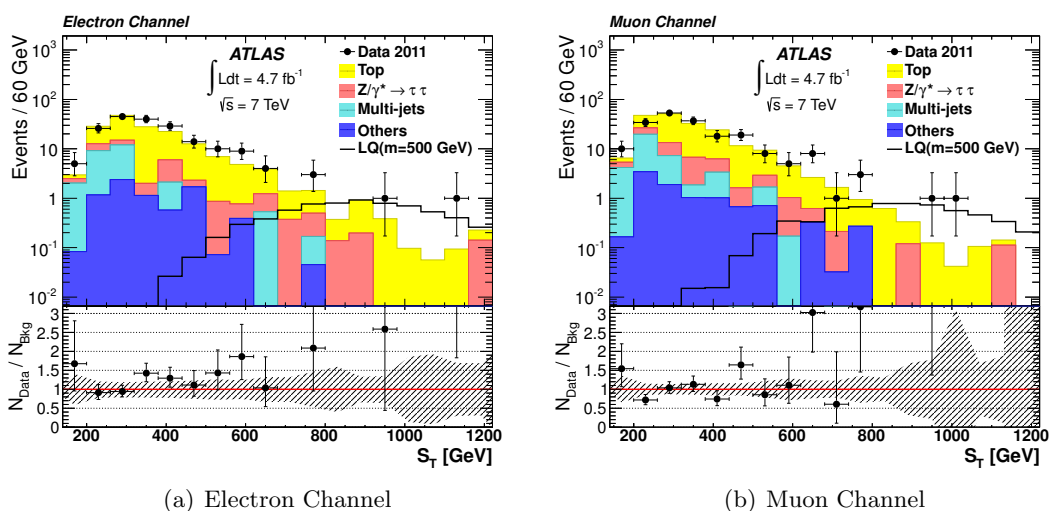 Electron Channel
Events / 60 GeV
10³
10²
10
1
10⁻¹
10⁻²
ATLAS
∫ Ldt = 4.7 fb⁻¹
√s = 7 TeV
Data 2011
Top
Z/γ*→ τ τ
Multi-jets
Others
LQ(m=500 GeV)
N_Data / N_Bkg
3
2.5
2
1.5
1
0.5
0
200 400 600 800 1000 1200
S_T [GeV]
(a) Electron Channel
Muon Channel
Events / 60 GeV
10³
10²
10
1
10⁻¹
10⁻²
ATLAS
∫ Ldt = 4.7 fb⁻¹
√s = 7 TeV
Data 2011
Top
Z/γ*→ τ τ
Multi-jets
Others
LQ(m=500 GeV)
N_Data / N_Bkg
3
2.5
2
1.5
1
0.5
0
200 400 600 800 1000 1200
S_T [GeV]
(b) Muon Channel